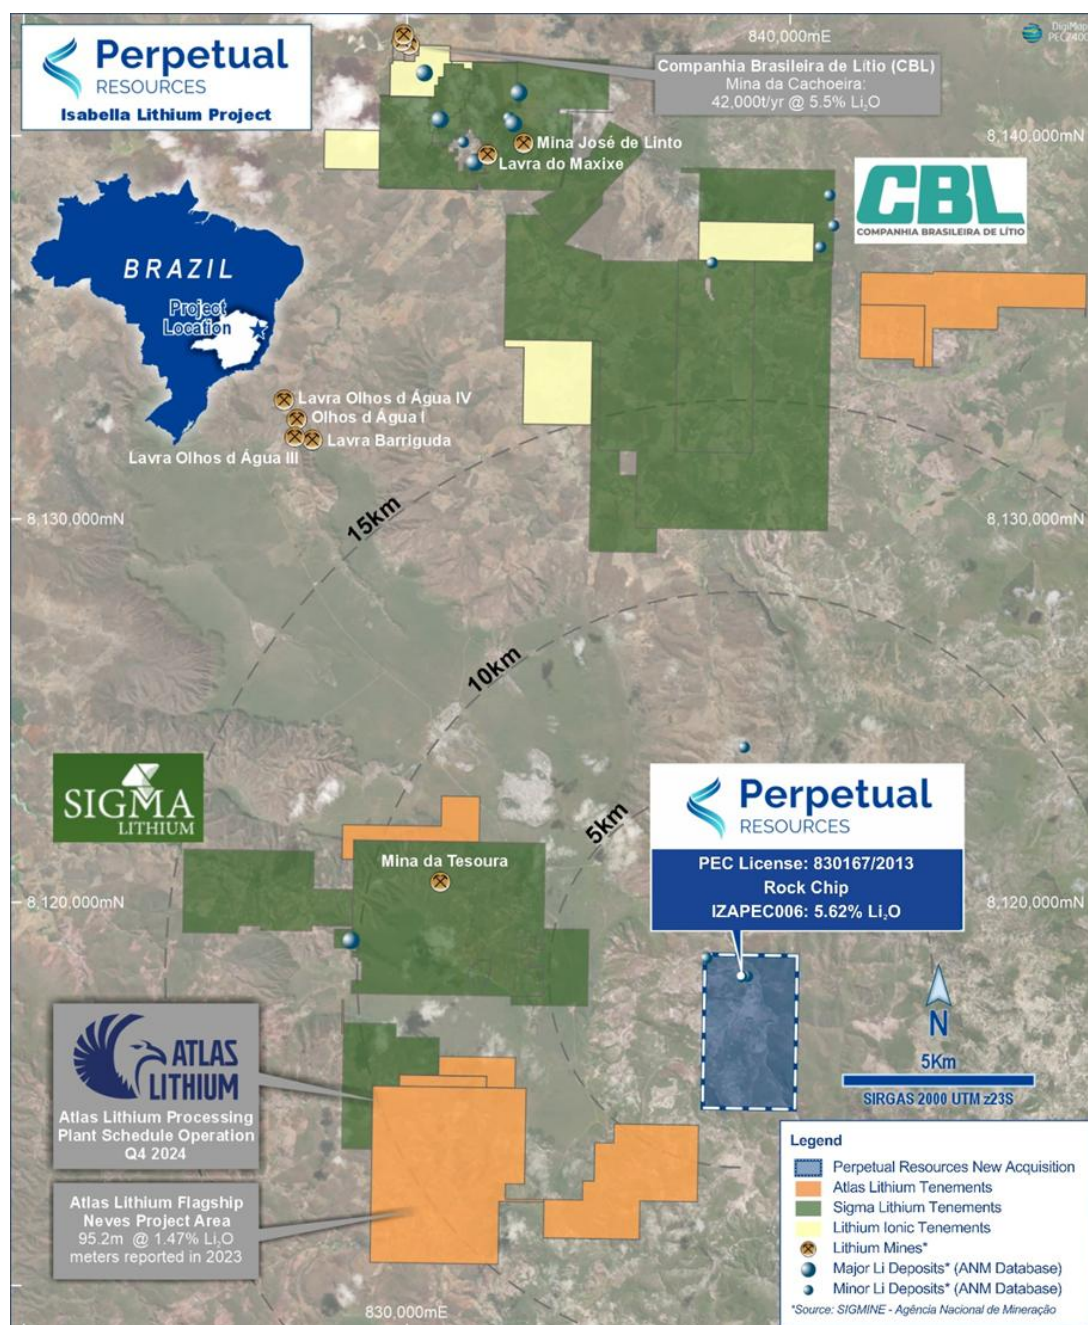 Perpetual
RESOURCES
Isabella Lithium Project
840,000mE
DigiMap
Companhia Brasileira de Lítio (CBL)
Mina da Cachoeira:
42,000t/yr @ 5.5% Li₂O
8,140,000mN
Mina José de Linto
Lavra do Maxixe
CBL
COMPANHIA BRASILEIRA DE LÍTIO
BRAZIL
Project
Location
Lavra Olhos d Água IV
Olhos d Água I
Lavra Barriguda
Lavra Olhos d Água III
15km
8,130,000mN
8,130,000mN
10km
SIGMA
LITHIUM
5km
Perpetual
RESOURCES
PEC License: 830167/2013
Rock Chip
IZAPEC006: 5.62% Li₂O
Mina da Tesoura
8,120,000mN
8,120,000mN
N
5Km
SIRGAS 2000 UTM z23S
ATLAS
LITHIUM
Atlas Lithium Processing
Plant Schedule Operation
Q4 2024
Atlas Lithium Flagship
Neves Project Area
95.2m @ 1.47% Li₂O
meters reported in 2023
830,000mE
Legend
Perpetual Resources New Acquisition
Atlas Lithium Tenements
Sigma Lithium Tenements
Lithium Ionic Tenements
Lithium Mines*
Major Li Deposits* (ANM Database)
Minor Li Deposits* (ANM Database)
*Source: SIGMINE - Agência Nacional de Mineração